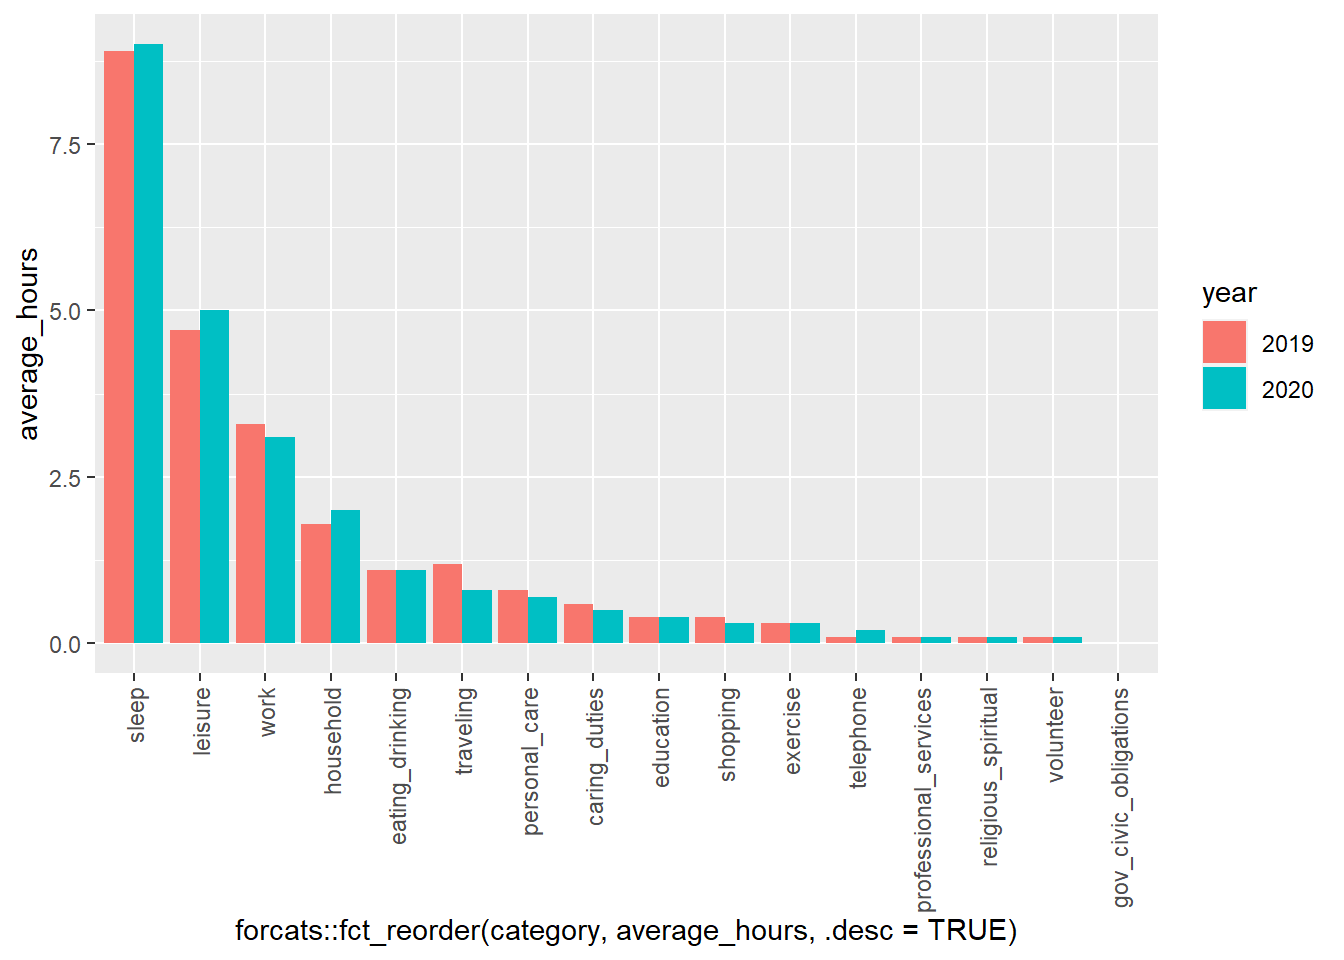 average_hours
7.5
5.0
2.5
0.0
sleep
leisure
work
household
eating_drinking
traveling
personal_care
caring_duties
education
shopping
exercise
telephone
professional_services
religious_spiritual
volunteer
gov_civic_obligations
forcats::fct_reorder(category, average_hours, .desc = TRUE)
year
2019
2020